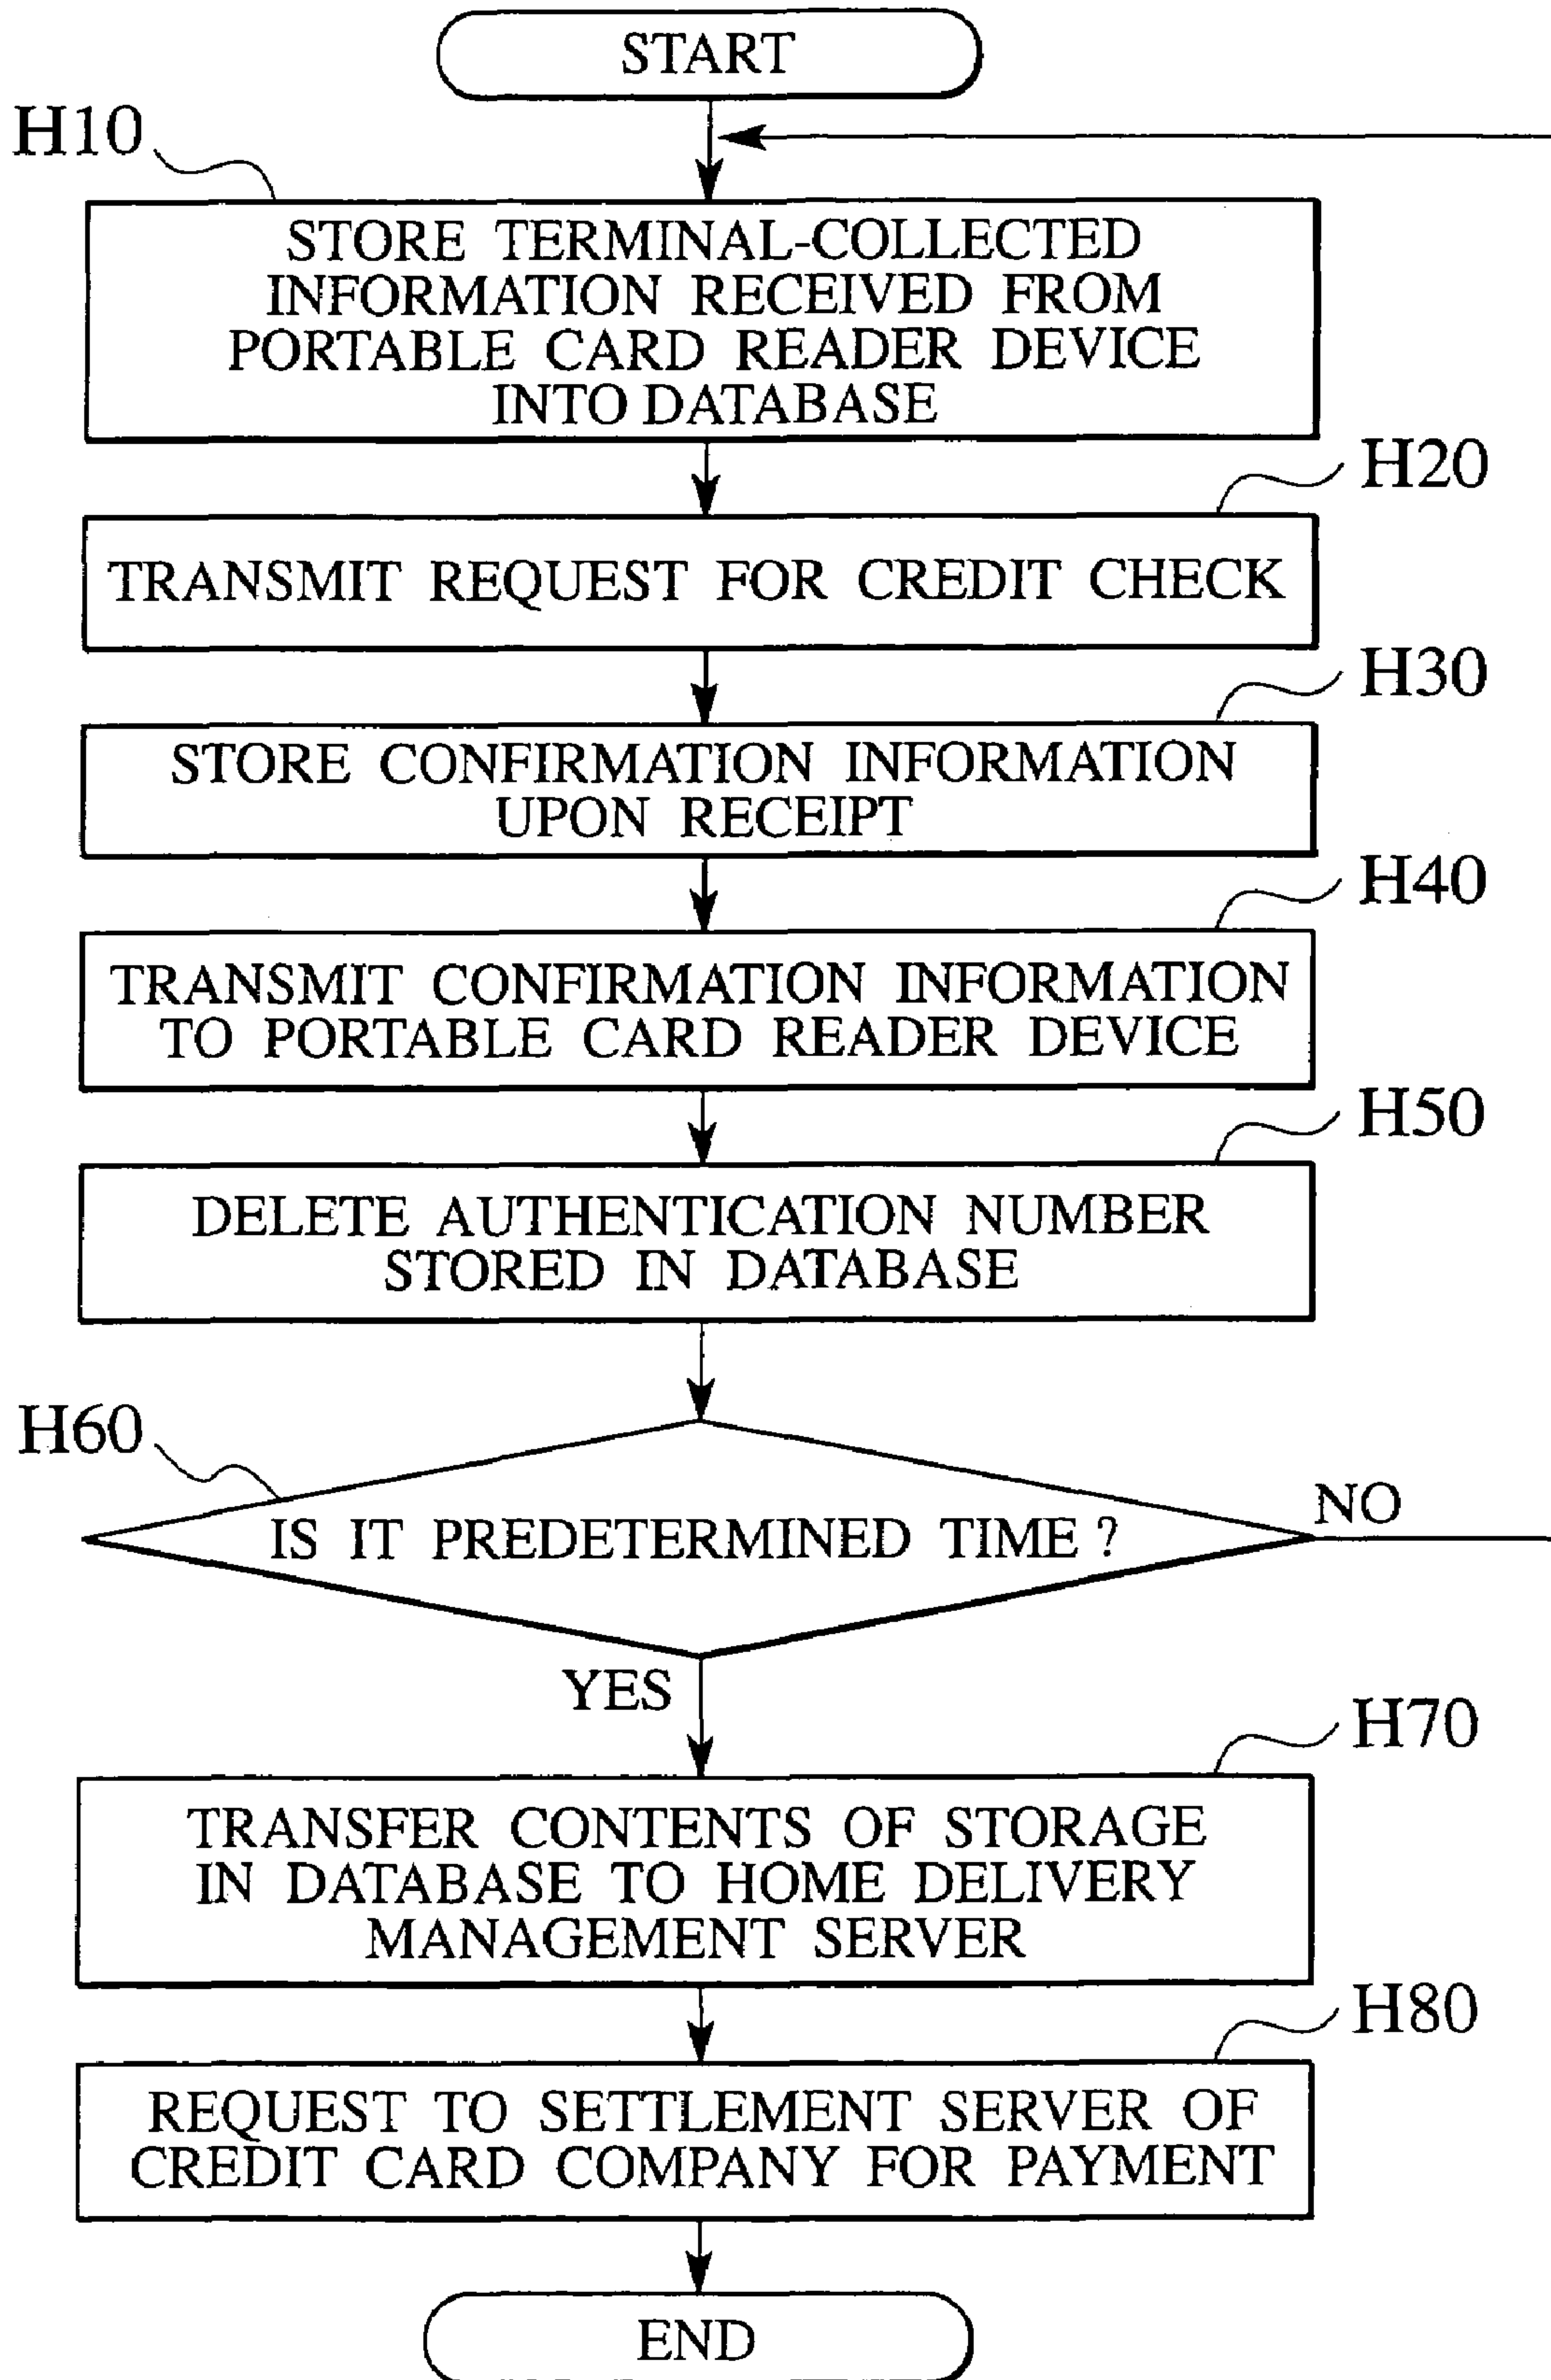 START
H10
STORE TERMINAL-COLLECTED
INFORMATION RECEIVED FROM
PORTABLE CARD READER DEVICE
INTO DATABASE
H20
TRANSMIT REQUEST FOR CREDIT CHECK
H30
STORE CONFIRMATION INFORMATION
UPON RECEIPT
H40
TRANSMIT CONFIRMATION INFORMATION
TO PORTABLE CARD READER DEVICE
H50
DELETE AUTHENTICATION NUMBER
STORED IN DATABASE
H60
IS IT PREDETERMINED TIME ?
NO
YES
H70
TRANSFER CONTENTS OF STORAGE
IN DATABASE TO HOME DELIVERY
MANAGEMENT SERVER
H80
REQUEST TO SETTLEMENT SERVER OF
CREDIT CARD COMPANY FOR PAYMENT
END